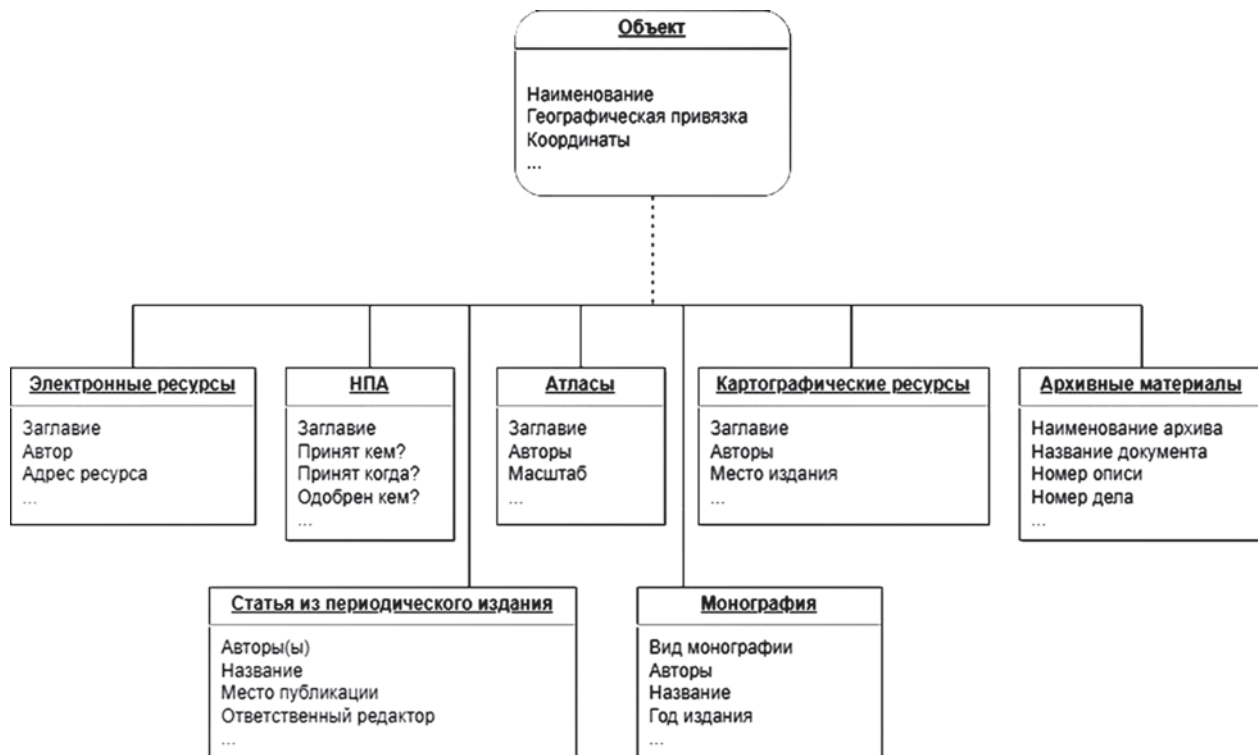 Объект
Наименование
Географическая привязка
Координаты
...
Электронные ресурсы
Заглавие
Автор
Адрес ресурса
...
НПА
Заглавие
Принят кем?
Принят когда?
Одобрен кем?
...
Атласы
Заглавие
Авторы
Масштаб
...
Картографические ресурсы
Заглавие
Авторы
Место издания
...
Архивные материалы
Наименование архива
Название документа
Номер описи
Номер дела
...
Статья из периодического издания
Авторы(ы)
Название
Место публикации
Ответственный редактор
...
Монография
Вид монографии
Авторы
Название
Год издания
...